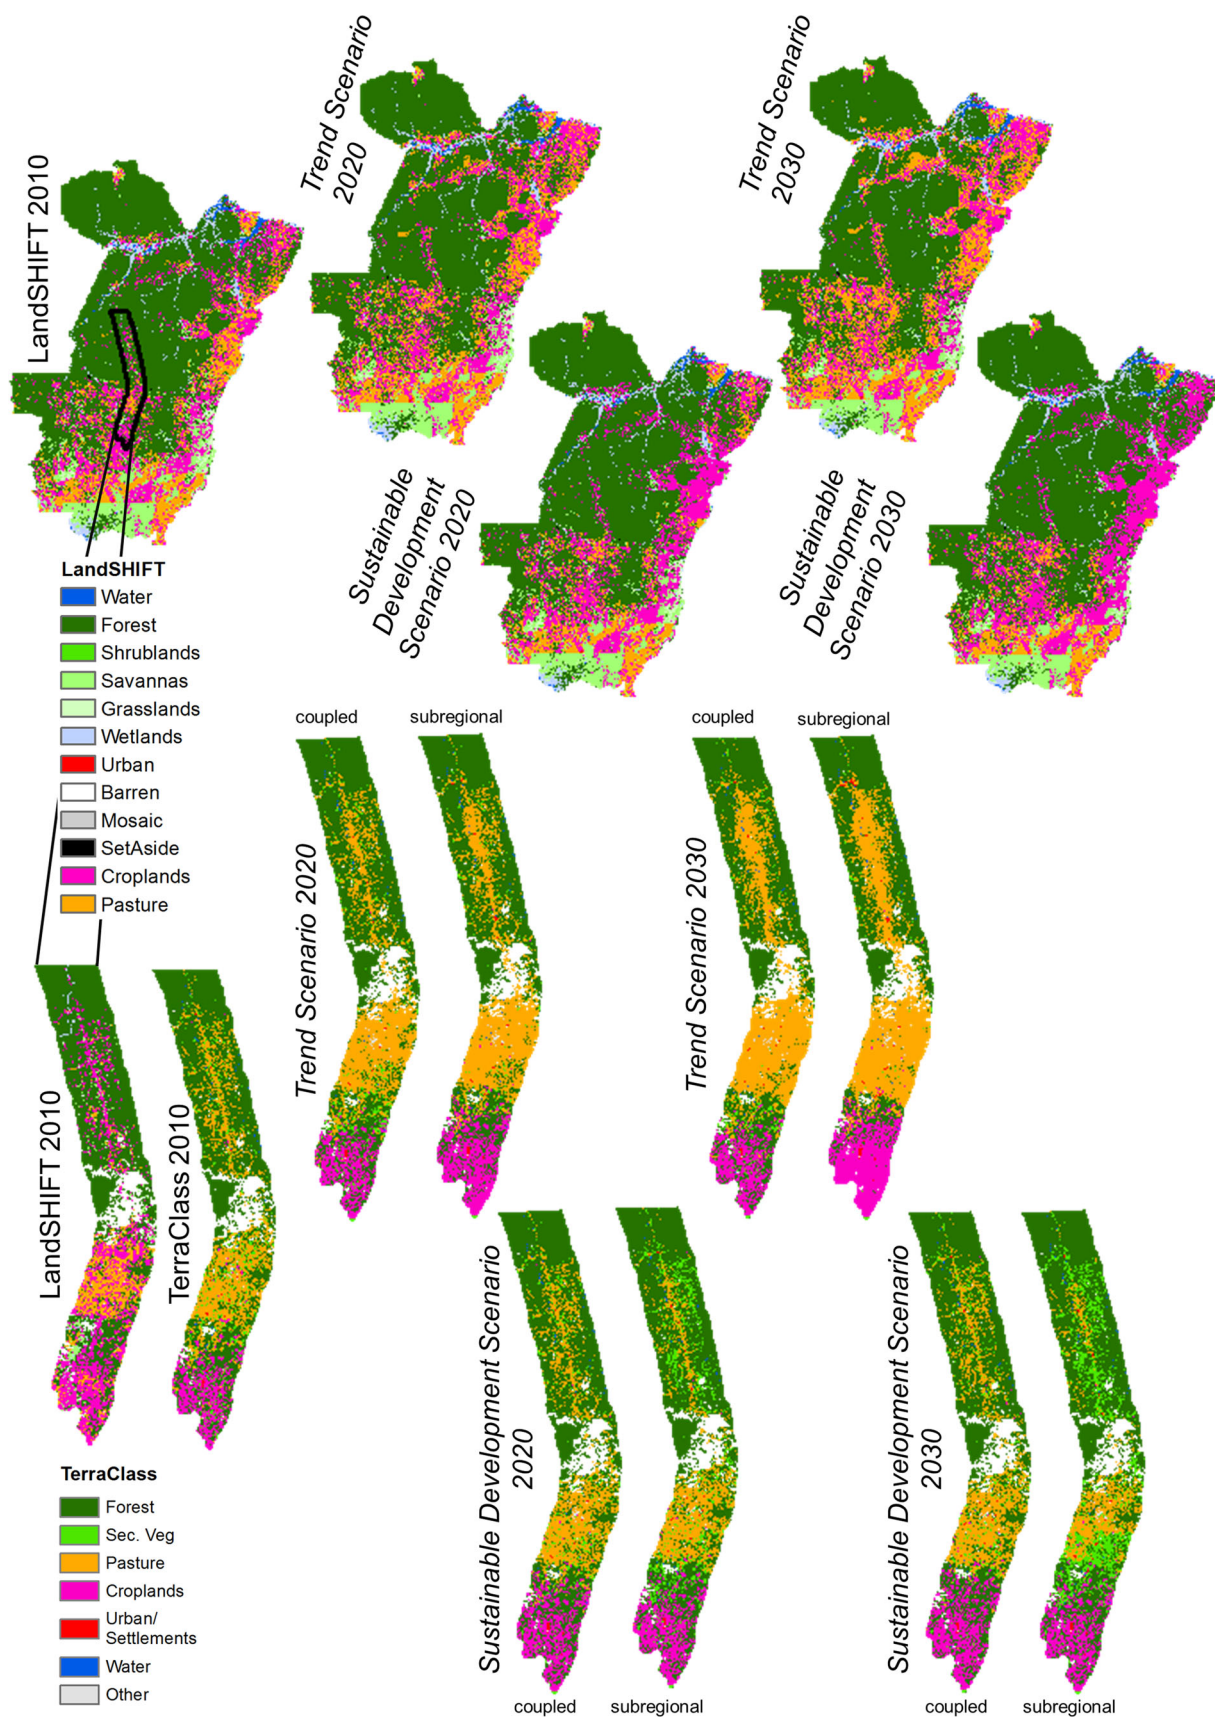 LandSHIFT 2010
Trend Scenario
2020
Trend Scenario
2030
Sustainable
Development
Scenario 2020
Sustainable
Development
Scenario 2030
LandSHIFT
Water
Forest
Shrublands
Savannas
Grasslands
Wetlands
Urban
Barren
Mosaic
SetAside
Croplands
Pasture
coupled
subregional
Trend Scenario 2020
coupled
subregional
Trend Scenario 2030
LandSHIFT 2010
TerraClass 2010
Sustainable Development Scenario
2020
coupled
subregional
Sustainable Development Scenario
2030
coupled
subregional
TerraClass
Forest
Sec. Veg
Pasture
Croplands
Urban/
Settlements
Water
Other